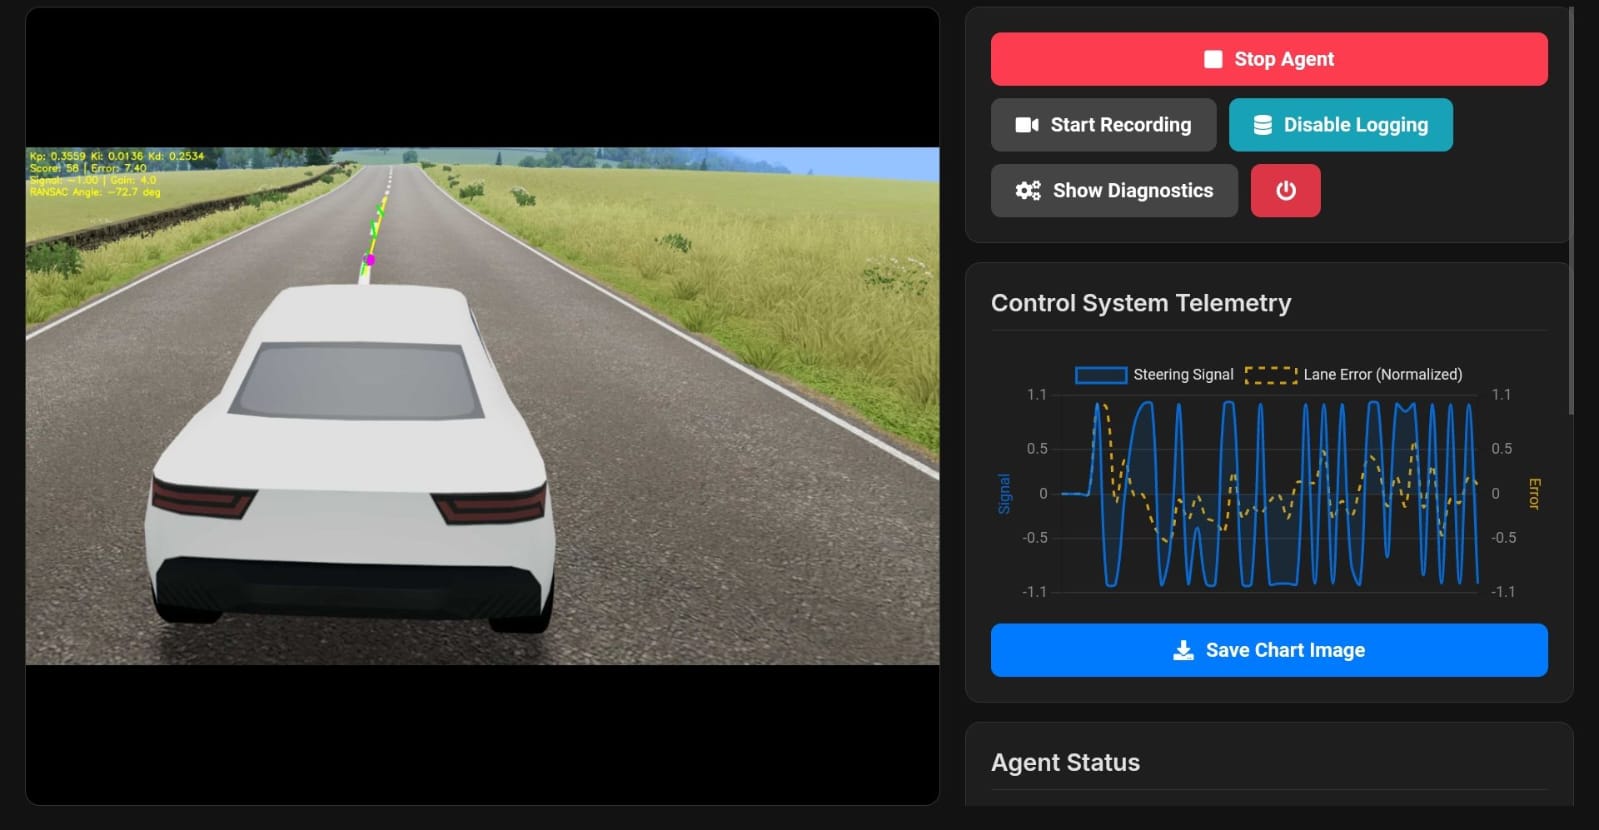 Kp: 0.3559 Ki: 0.0136 Kd: 0.2534
Score: 58 | Error: 7.40
Signal: -1.00 | Gain: 4.0
RANSAC Angle: -72.7 deg
Stop Agent
Start Recording
Disable Logging
Show Diagnostics
Control System Telemetry
Steering Signal
Lane Error (Normalized)
1.1
0.5
0
-0.5
-1.1
Signal
1.1
0.5
0
-0.5
-1.1
Error
Save Chart Image
Agent Status